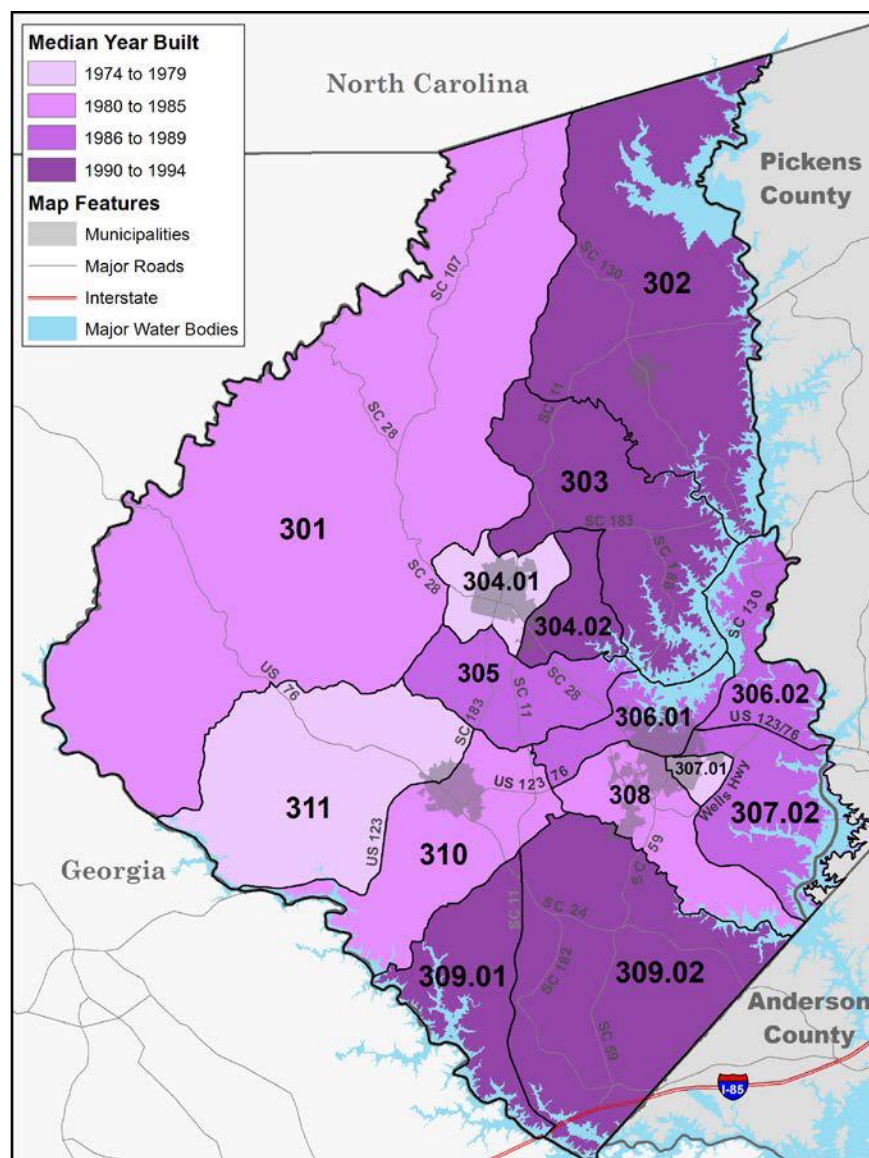 Median Year Built
1974 to 1979
1980 to 1985
1986 to 1989
1990 to 1994
Map Features
Municipalities
Major Roads
Interstate
Major Water Bodies
North Carolina
Pickens
County
SC 107
SC 130
302
SC 28
SC 11
303
301
SC 183
SC 188
SC 28
304.01
304.02
SC 130
305
SC 28
US 76
SC 183
SC 11
306.01
306.02
US 123/76
307.01
US 123 76
308
Wells Hwy
307.02
311
US 123
310
SC 59
Georgia
SC 11
SC 24
309.01
SC 182
309.02
SC 59
Anderson
County
I-85